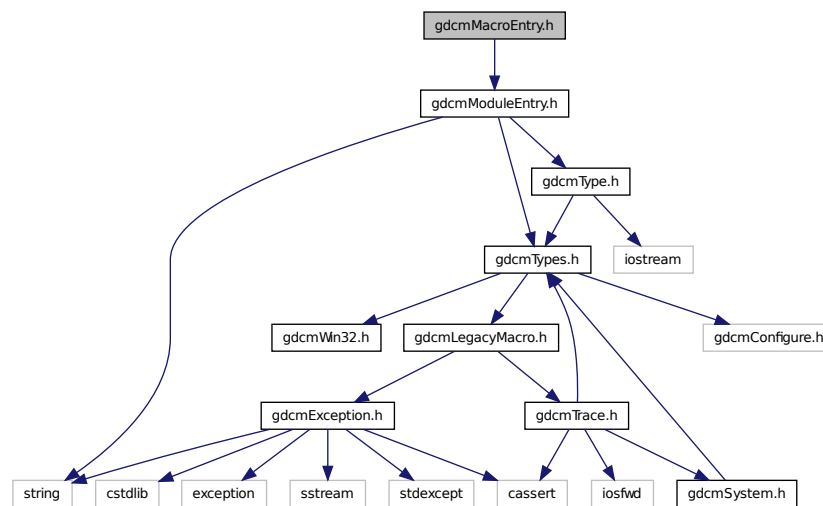 gdcmMacroEntry.h
gdcmModuleEntry.h
gdcmType.h
gdcmTypes.h
iostream
gdcmWin32.h
gdcmLegacyMacro.h
gdcmConfigure.h
gdcmException.h
gdcmTrace.h
string
cstdlib
exception
sstream
stdexcept
cassert
iosfwd
gdcmSystem.h